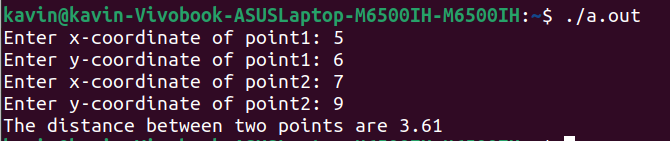 kavin@kavin-Vivobook-ASUSLaptop-M6500IH-M6500IH:~$ ./a.out
Enter x-coordinate of point1: 5
Enter y-coordinate of point1: 6
Enter x-coordinate of point2: 7
Enter y-coordinate of point2: 9
The distance between two points are 3.61